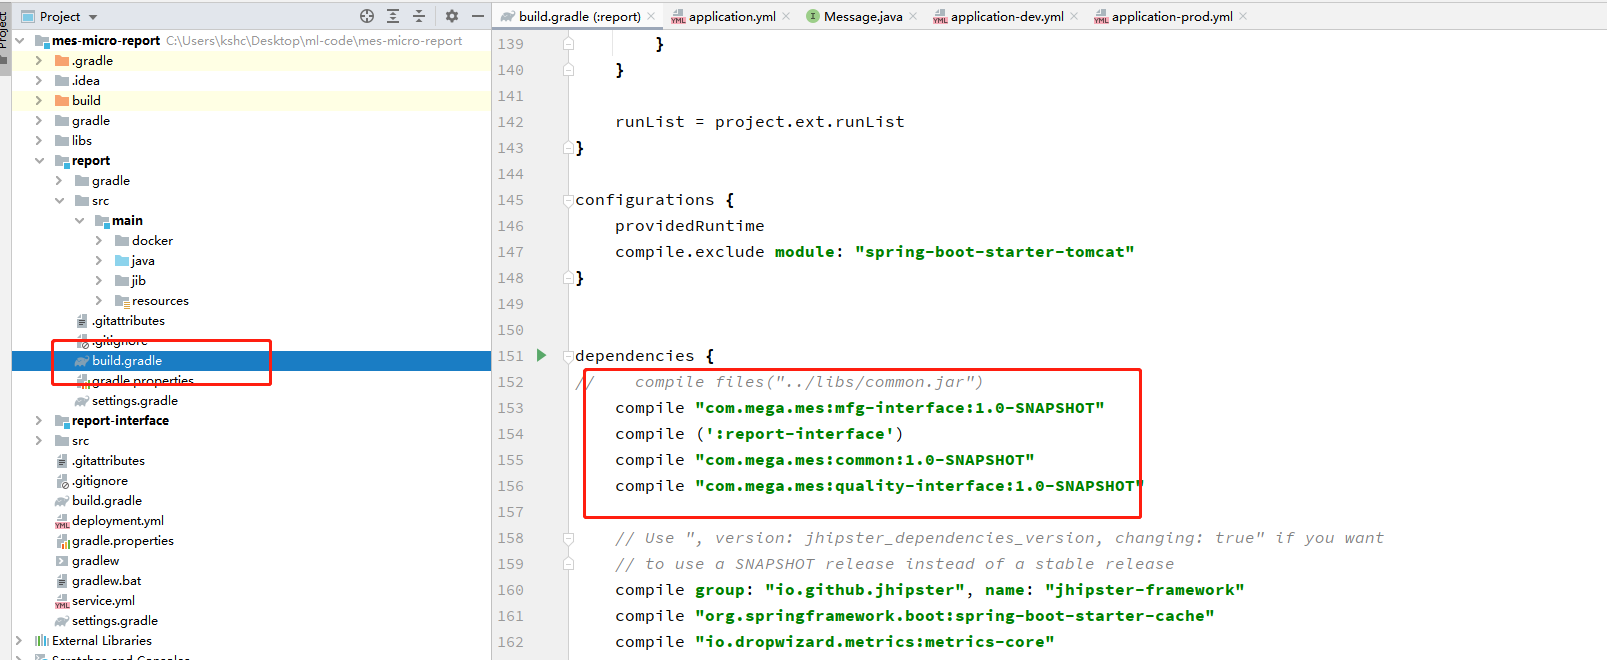 Project
Project
mes-micro-report C:\Users\kshc\Desktop\ml-code\mes-micro-report
.gradle
.idea
build
gradle
libs
report
gradle
src
main
docker
java
jib
resources
.gitattributes
.gitignore
build.gradle
gradle.properties
settings.gradle
report-interface
src
.gitattributes
.gitignore
build.gradle
deployment.yml
gradle.properties
gradlew
gradlew.bat
service.yml
settings.gradle
External Libraries
Scratches and Consoles
build.gradle (:report)
application.yml
Message.java
application-dev.yml
application-prod.yml
139 }
140 }
141
142 runList = project.ext.runList
143 }
144
145 configurations {
146 providedRuntime
147 compile.exclude module: "spring-boot-starter-tomcat"
148 }
149
150
151 dependencies {
152 // compile files("../libs/common.jar")
153 compile "com.mega.mes:mfg-interface:1.0-SNAPSHOT"
154 compile (':report-interface')
155 compile "com.mega.mes:common:1.0-SNAPSHOT"
156 compile "com.mega.mes:quality-interface:1.0-SNAPSHOT"
157
158 // Use ", version: jhipster_dependencies_version, changing: true" if you want
159 // to use a SNAPSHOT release instead of a stable release
160 compile group: "io.github.jhipster", name: "jhipster-framework"
161 compile "org.springframework.boot:spring-boot-starter-cache"
162 compile "io.dropwizard.metrics:metrics-core"